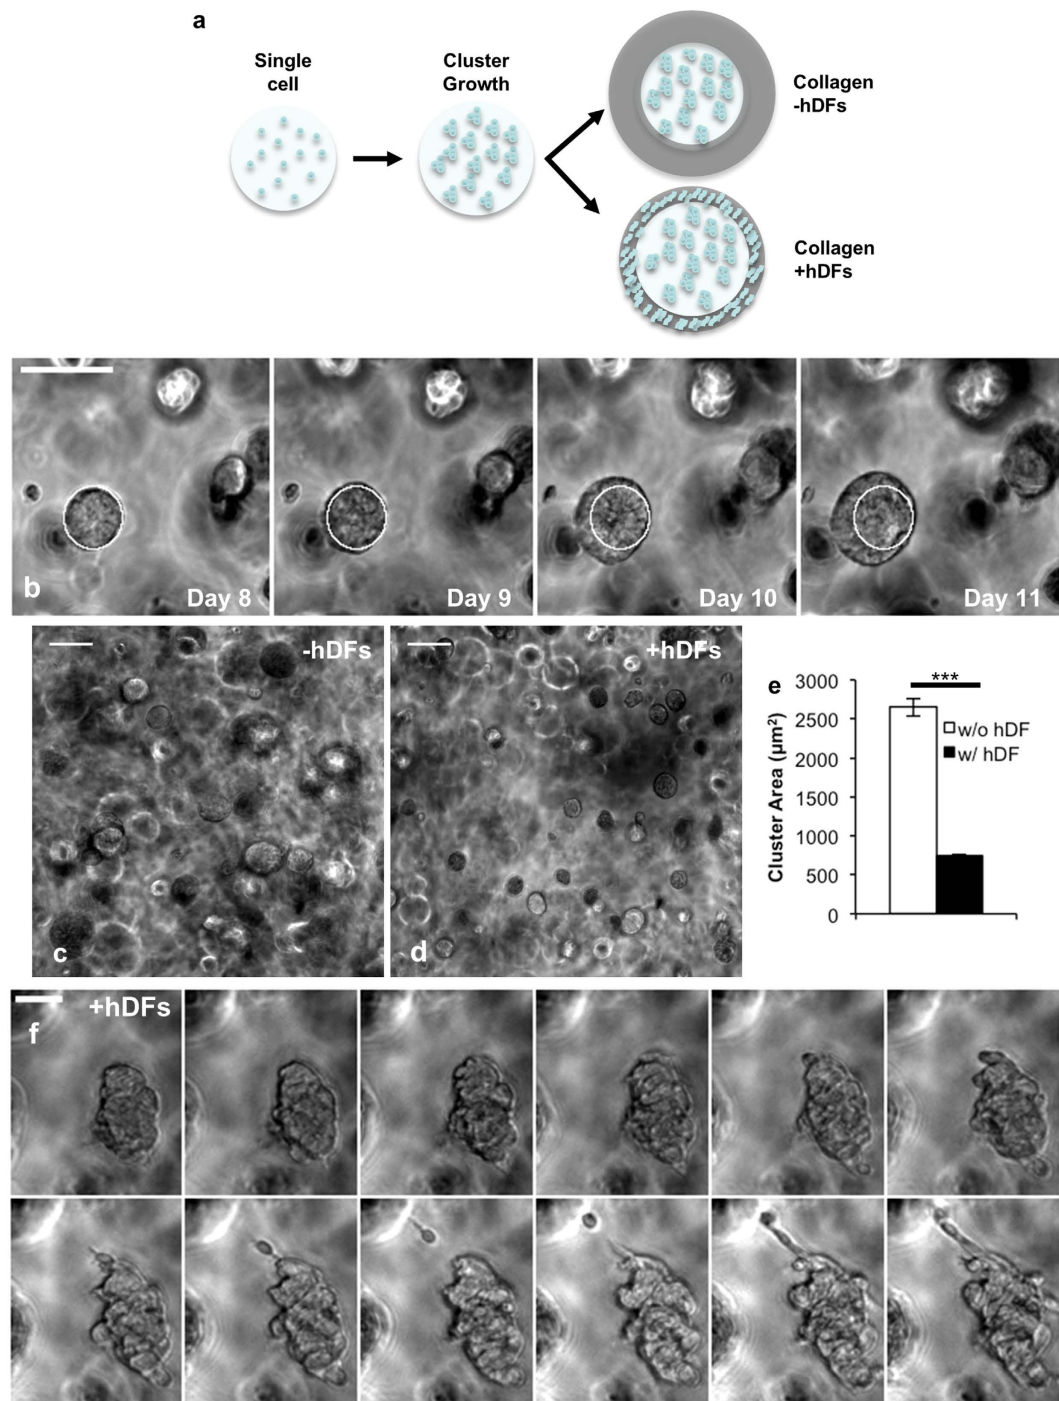 a
Single
cell
Cluster
Growth
Collagen
-hDFs
Collagen
+hDFs
b
Day 8
Day 9
Day 10
Day 11
-hDFs
c
+hDFs
d
e
***
3000
2500
2000
1500
1000
500
0
Cluster Area (µm²)
w/o hDF
w/ hDF
+hDFs
f